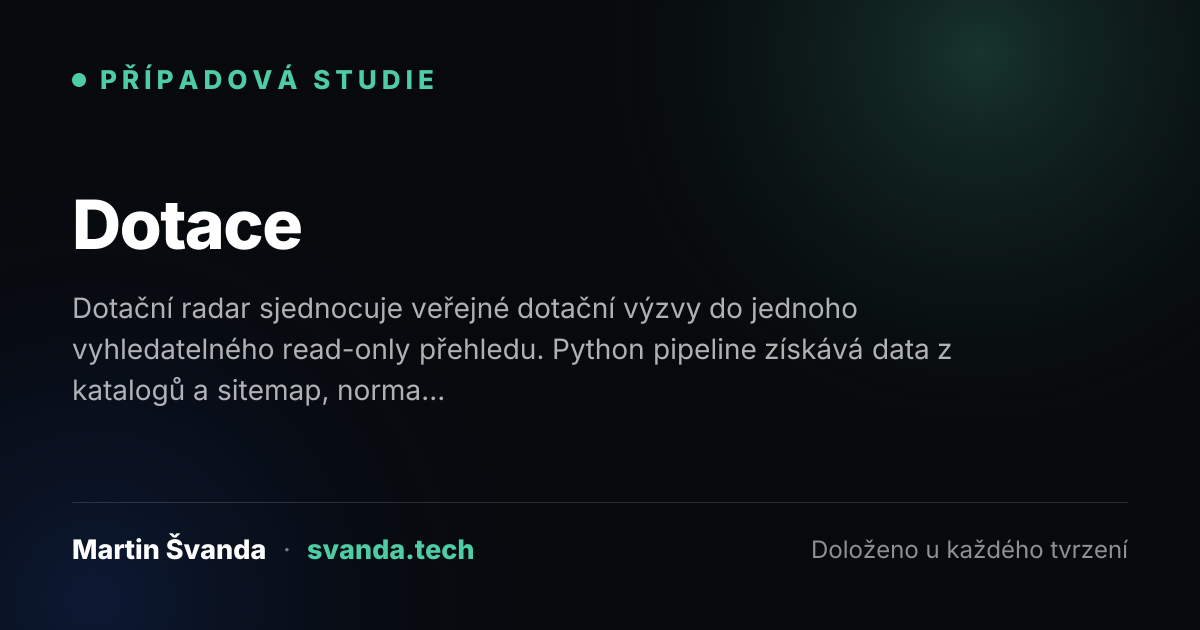 PŘÍPADOVÁ STUDIE
Dotace
Dotační radar sjednocuje veřejné dotační výzvy do jednoho
vyhledatelného read-only přehledu. Python pipeline získává data z
katalogů a sitemap, norma…
Martin Švanda · svanda.tech
Doloženo u každého tvrzení